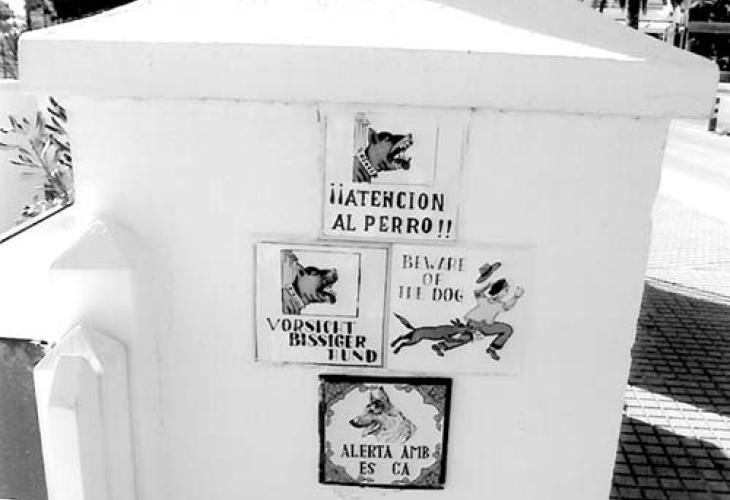 ¡¡ATENCION
AL PERRO!!
VORSICHT
BISSIGER
HUND
BEWARE
OF
THE DOG
ALERTA AMB
ES CA